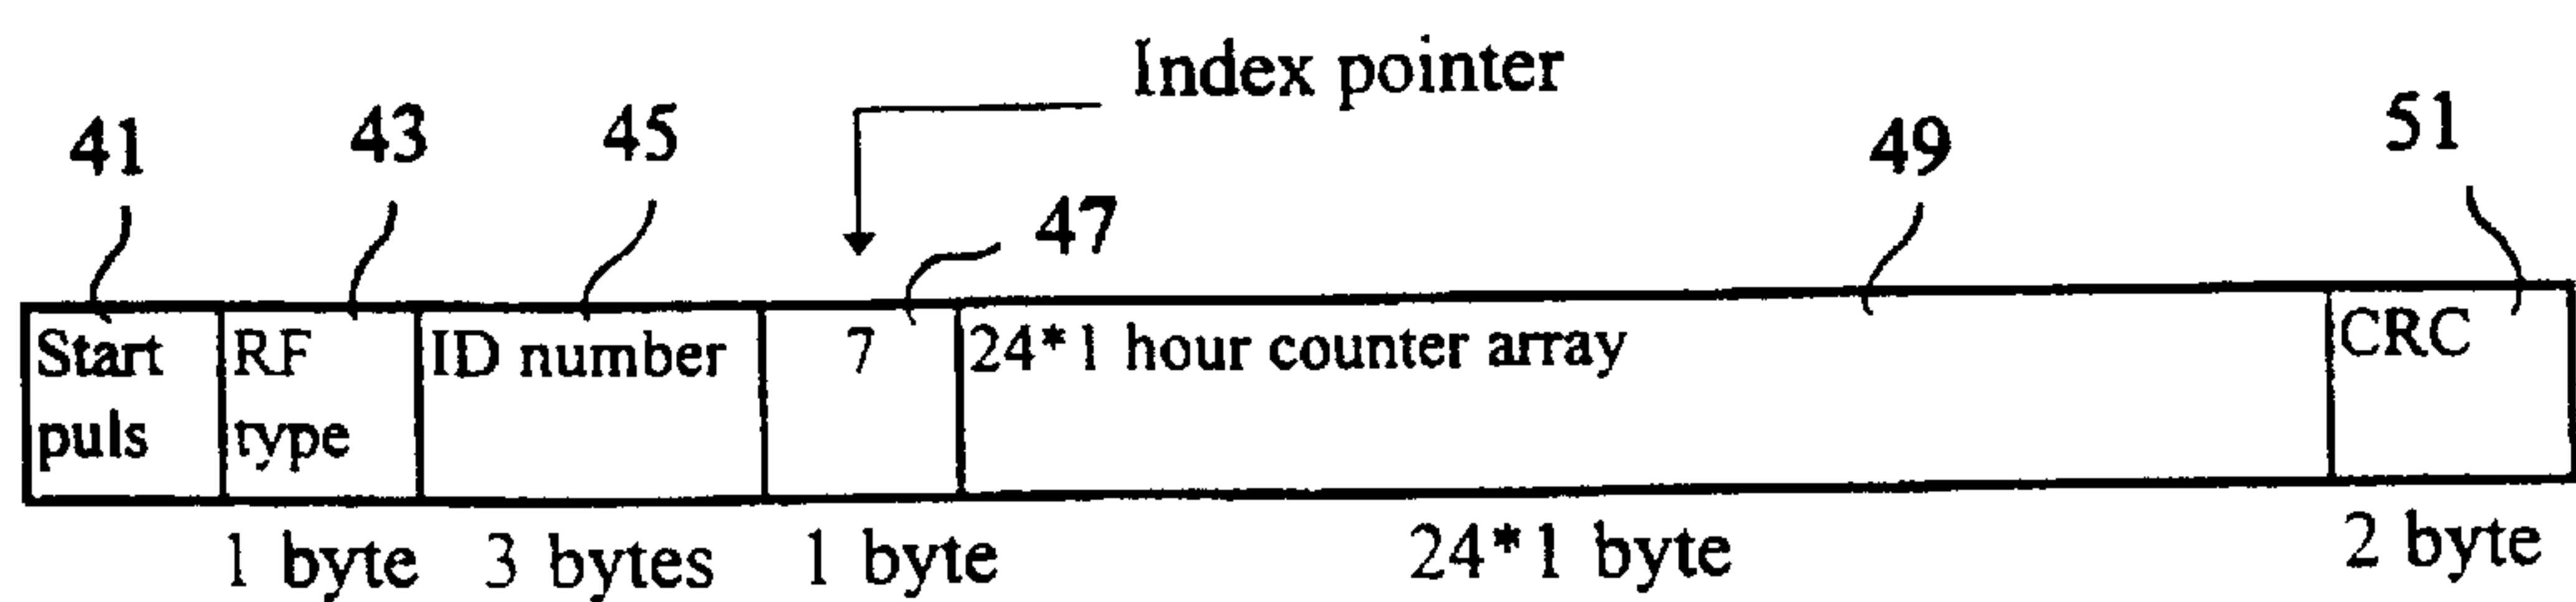 Index pointer
41 43 45 47 49 51
Start puls
RF type
ID number
7
24*1 hour counter array
CRC
1 byte 3 bytes 1 byte 24*1 byte 2 byte